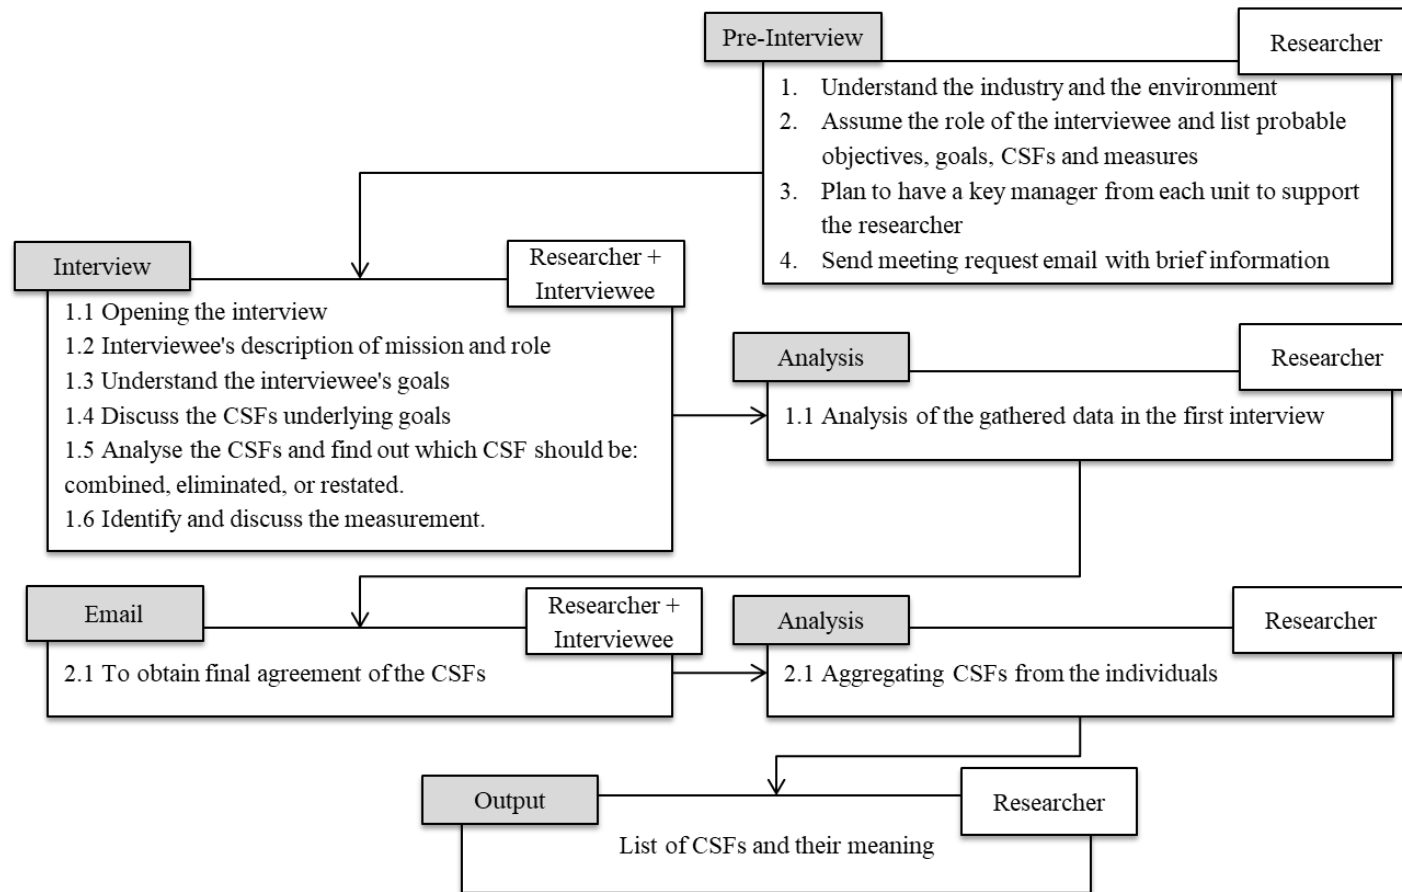 Pre-Interview
Researcher
1. Understand the industry and the environment
2. Assume the role of the interviewee and list probable
objectives, goals, CSFs and measures
3. Plan to have a key manager from each unit to support
the researcher
4. Send meeting request email with brief information
Interview
Researcher +
Interviewee
1.1 Opening the interview
1.2 Interviewee's description of mission and role
1.3 Understand the interviewee's goals
1.4 Discuss the CSFs underlying goals
1.5 Analyse the CSFs and find out which CSF should be:
combined, eliminated, or restated.
1.6 Identify and discuss the measurement.
Analysis
Researcher
1.1 Analysis of the gathered data in the first interview
Email
Researcher +
Interviewee
2.1 To obtain final agreement of the CSFs
Analysis
Researcher
2.1 Aggregating CSFs from the individuals
Output
Researcher
List of CSFs and their meaning